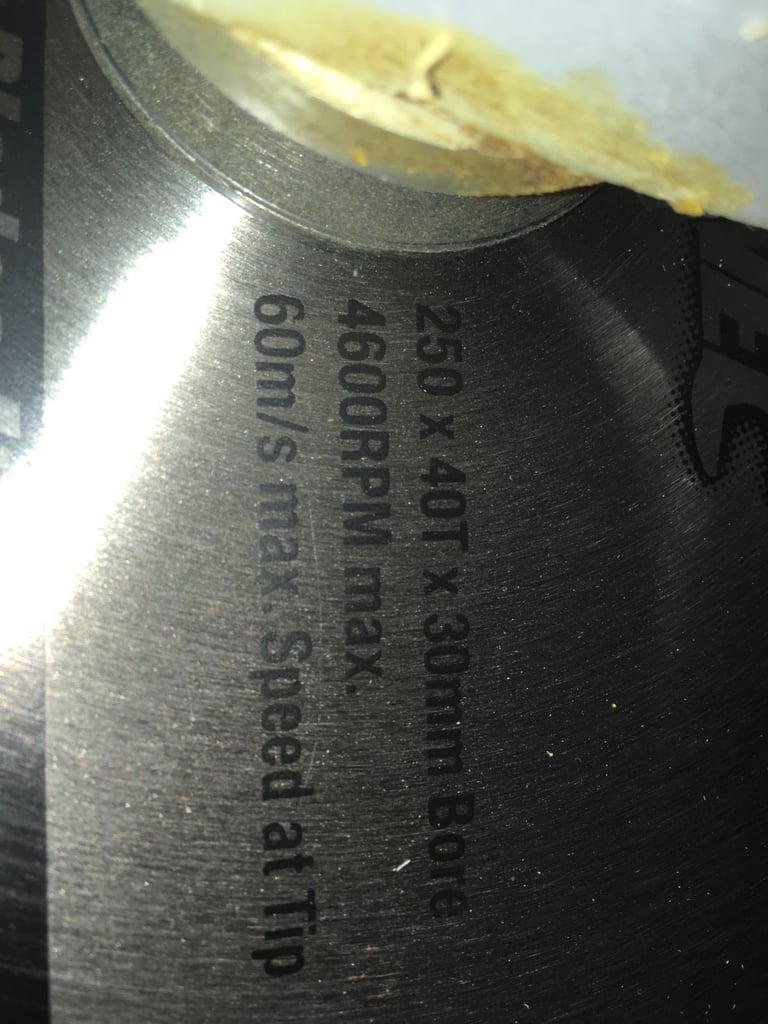 250 x 40T x 30mm Bore
4600RPM max.
60m/s max. Speed at Tip